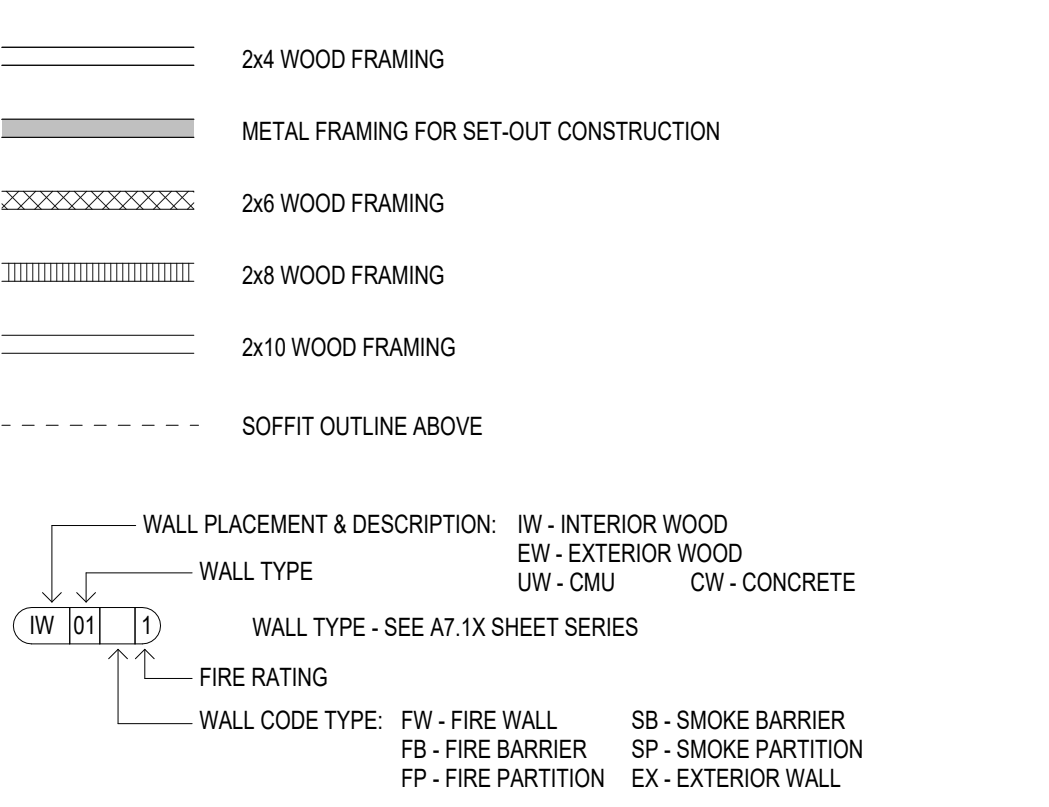 2x4 WOOD FRAMING
METAL FRAMING FOR SET-OUT CONSTRUCTION
2x6 WOOD FRAMING
2x8 WOOD FRAMING
2x10 WOOD FRAMING
SOFFIT OUTLINE ABOVE
WALL PLACEMENT & DESCRIPTION: IW - INTERIOR WOOD
EW - EXTERIOR WOOD
WALL TYPE
UW - CMU CW - CONCRETE
IW 01 1
WALL TYPE - SEE A7.1X SHEET SERIES
FIRE RATING
WALL CODE TYPE: FW - FIRE WALL SB - SMOKE BARRIER
FB - FIRE BARRIER SP - SMOKE PARTITION
FP - FIRE PARTITION EX - EXTERIOR WALL